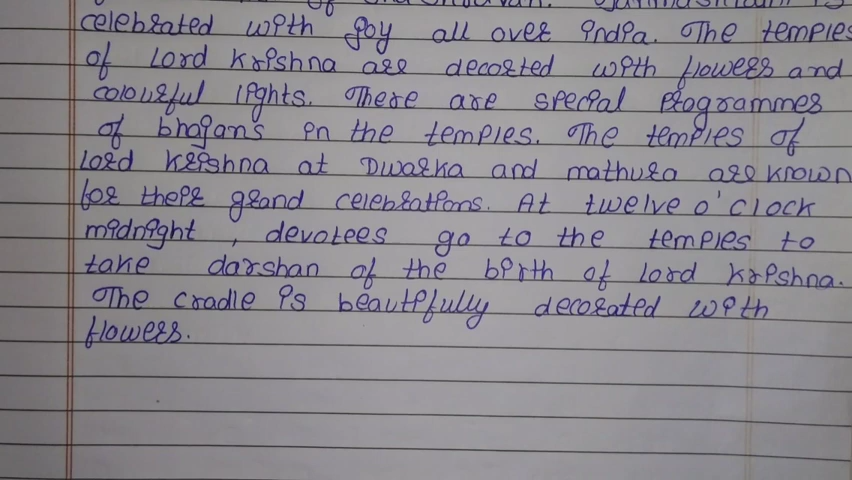 celebrated with joy all over india. The temples
of Lord Krishna are decorted with flowers and
colourful lights. There are special programmes
of bhajans in the temples. The temples of
Lord Krishna at Dwarka and mathura are known
for their grand celebrations. At twelve o'clock
midnight, devotees go to the temples to
take darshan of the birth of Lord Krishna.
The cradle is beautifully decorated with
flowers.